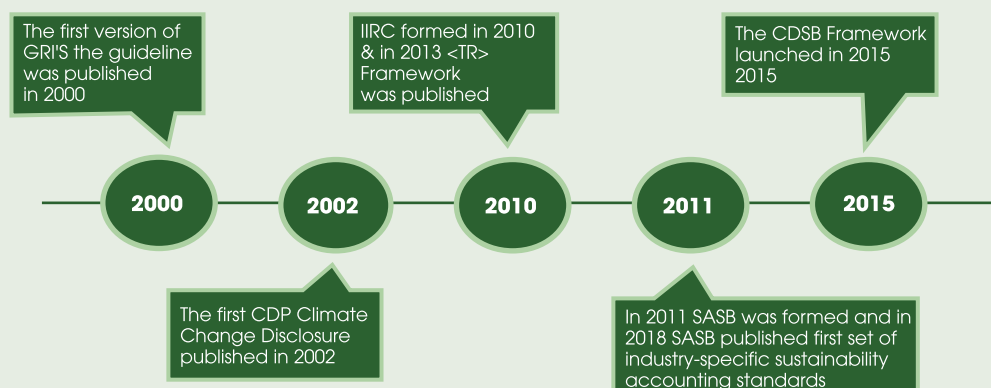 The first version of
GRI'S the guideline
was published
in 2000
IIRC formed in 2010
& in 2013 <TR>
Framework
was published
The CDSB Framework
launched in 2015
2015
2000
2002
2010
2011
2015
The first CDP Climate
Change Disclosure
published in 2002
In 2011 SASB was formed and in
2018 SASB published first set of
industry-specific sustainability
accounting standards